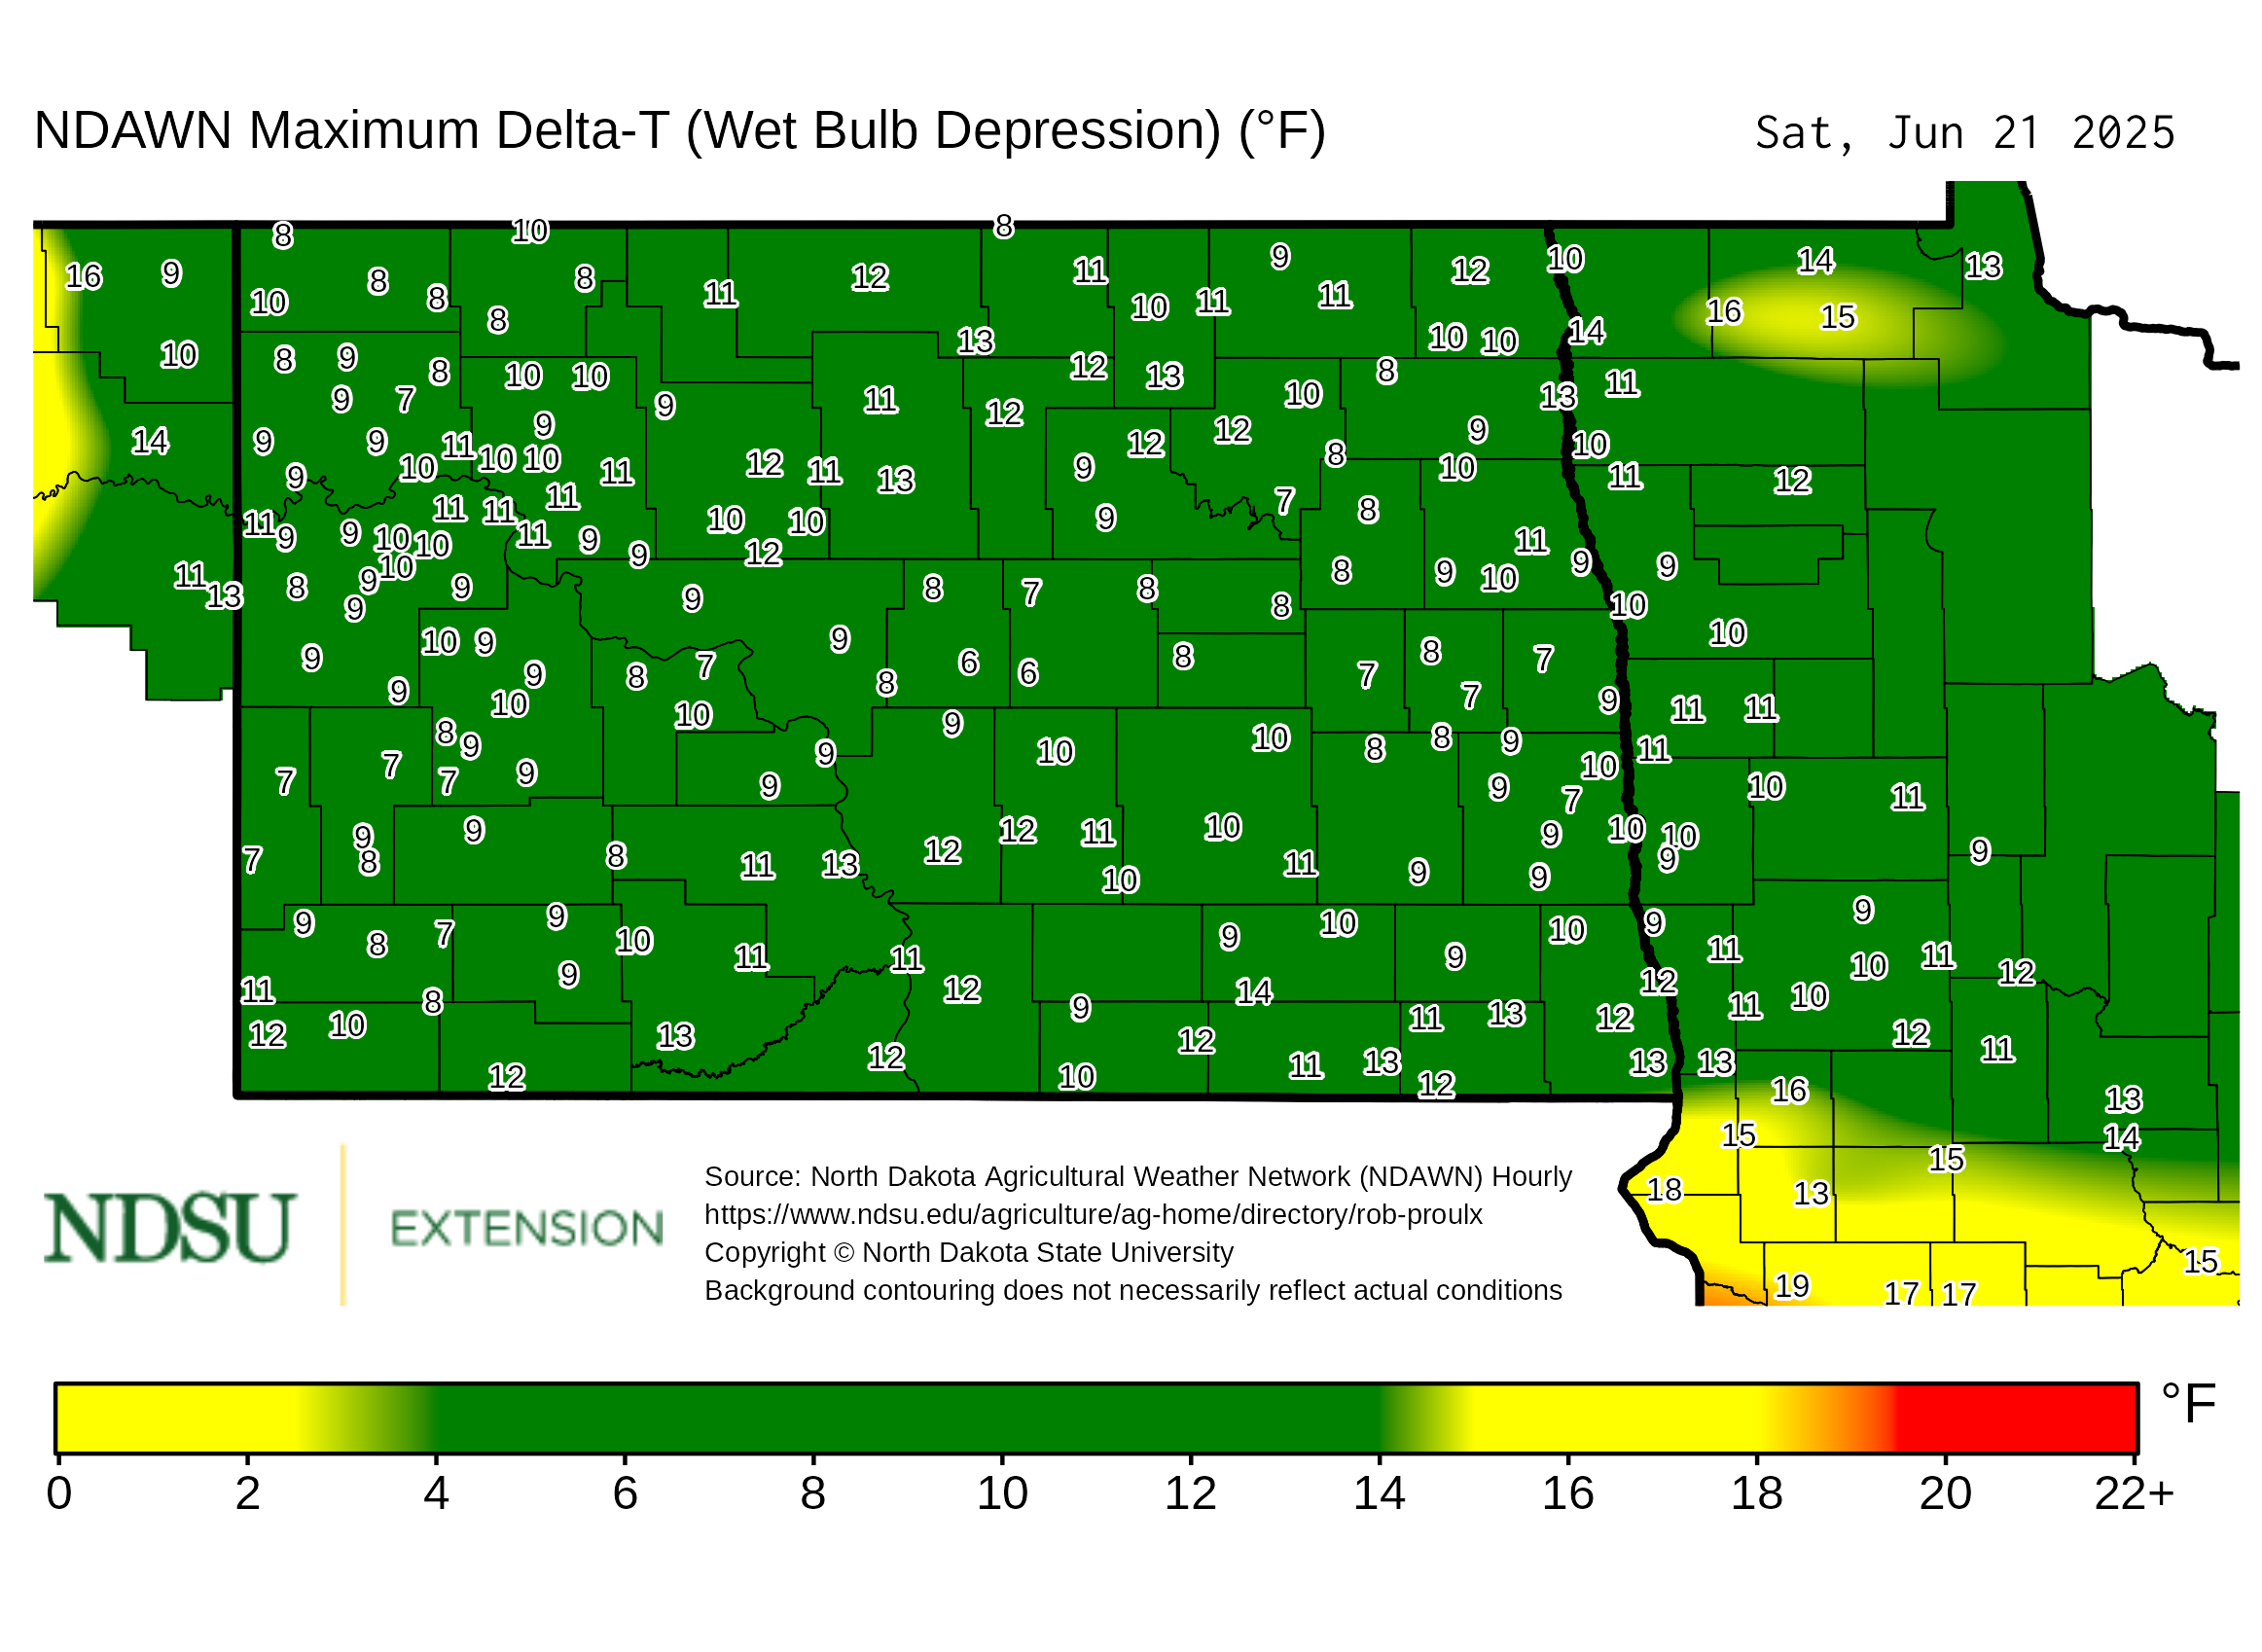 NDAWN Maximum Delta-T (Wet Bulb Depression) (°F)
Sat, Jun 21 2025
8 10 8
16 9 8 8 8 12 11 9 12 10 14 13
10 8 8 11 10 11 11 16 15
10 8 9 8 10 10 13 12 13 10 10 14
9 7 9 11 12 10 8 13 11
14 9 9 11 10 9 12 12 9 10
9 10 10 10 11 12 11 13 9 8 10 11 12
11 11 11 10 10 9 7 8
11 9 9 10 10 11 9 9 12 11 9 9
11 13 8 9 10 9 9 8 7 8 8 8 9 10 10
9 10 9 9 8 7 9 6 6 8 7 8 7 10
9 9 10 10 8 7 7 9 11 11
8 9 9 9 10 10 8 8 9 11
7 7 7 9 9 9 7 10 10 11
7 9 8 9 8 11 13 12 12 11 10 11 9 9 9 10 10 9 9
10
9 8 7 9 10 9 10 9 10 9 11 9
11 8 9 11 11 12 14 12 10 11 12
12 10 13 9 12 11 13 12 11 10 12 11
12 12 10 11 13 12 13 13 16 13
15 14
18 13 15
19 17 17 15
NDSU
EXTENSION
Source: North Dakota Agricultural Weather Network (NDAWN) Hourly
https://www.ndsu.edu/agriculture/ag-home/directory/rob-proulx
Copyright © North Dakota State University
Background contouring does not necessarily reflect actual conditions
°F
0 2 4 6 8 10 12 14 16 18 20 22+